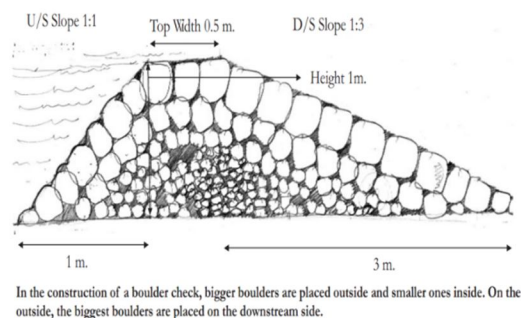 U/S Slope 1:1
Top Width 0.5 m.
D/S Slope 1:3
Height 1m.
1 m.
3 m.
In the construction of a boulder check, bigger boulders are placed outside and smaller ones inside. On the
outside, the biggest boulders are placed on the downstream side.